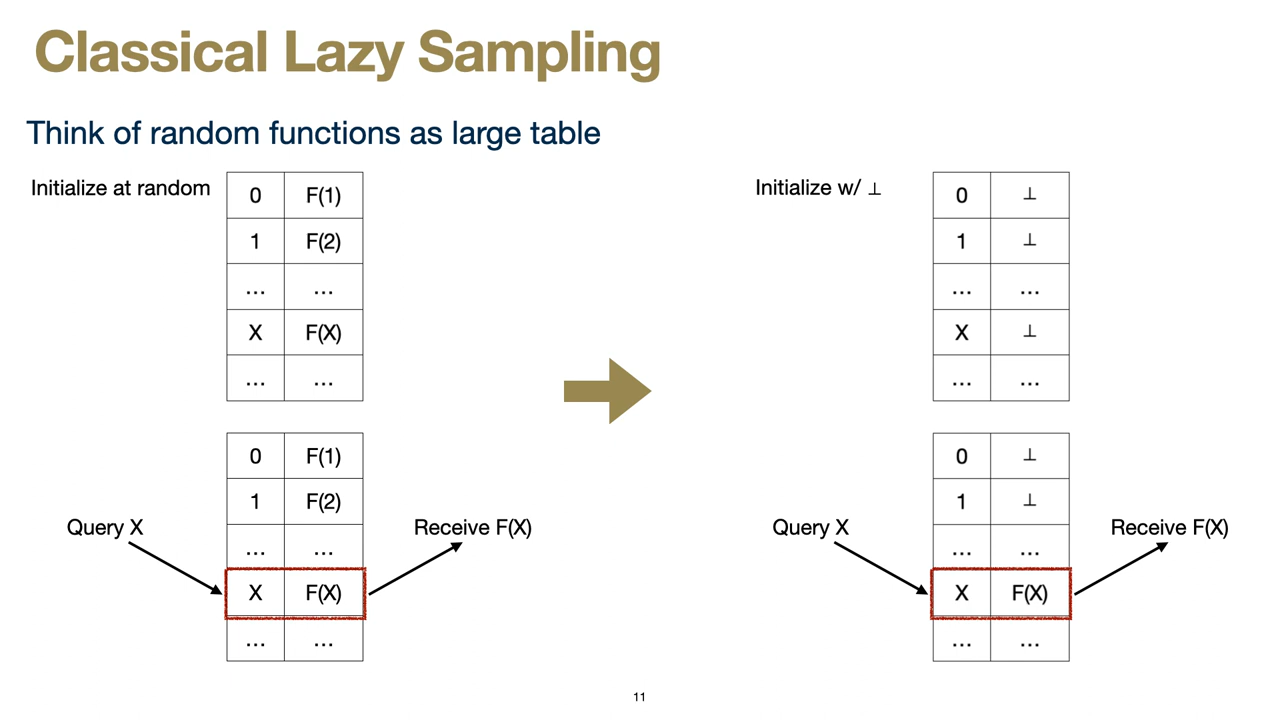 Classical Lazy Sampling
Think of random functions as large table
Initialize at random
0 F(1)
1 F(2)
... ...
X F(X)
... ...
Initialize w/ ⊥
0 ⊥
1 ⊥
... ...
X ⊥
... ...
Query X
Receive F(X)
0 F(1)
1 F(2)
... ...
X F(X)
... ...
Query X
Receive F(X)
0 ⊥
1 ⊥
... ...
X F(X)
... ...
11